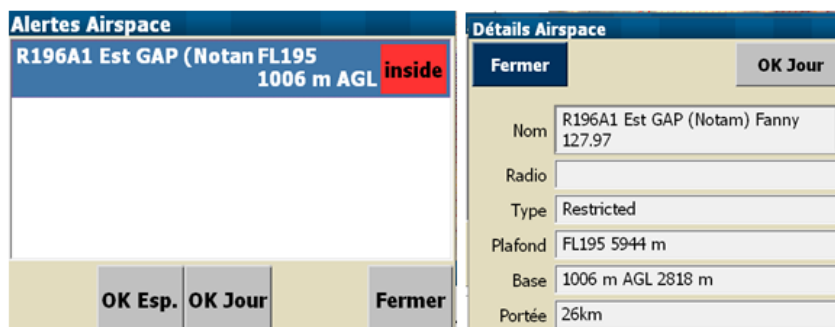 Alertes Airspace
R196A1 Est GAP (Notan FL195
1006 m AGL
inside
OK Esp.
OK Jour
Fermer
Détails Airspace
Fermer
OK Jour
Nom
R196A1 Est GAP (Notam) Fanny
127.97
Radio
Type
Restricted
Plafond
FL195 5944 m
Base
1006 m AGL 2818 m
Portée
26km